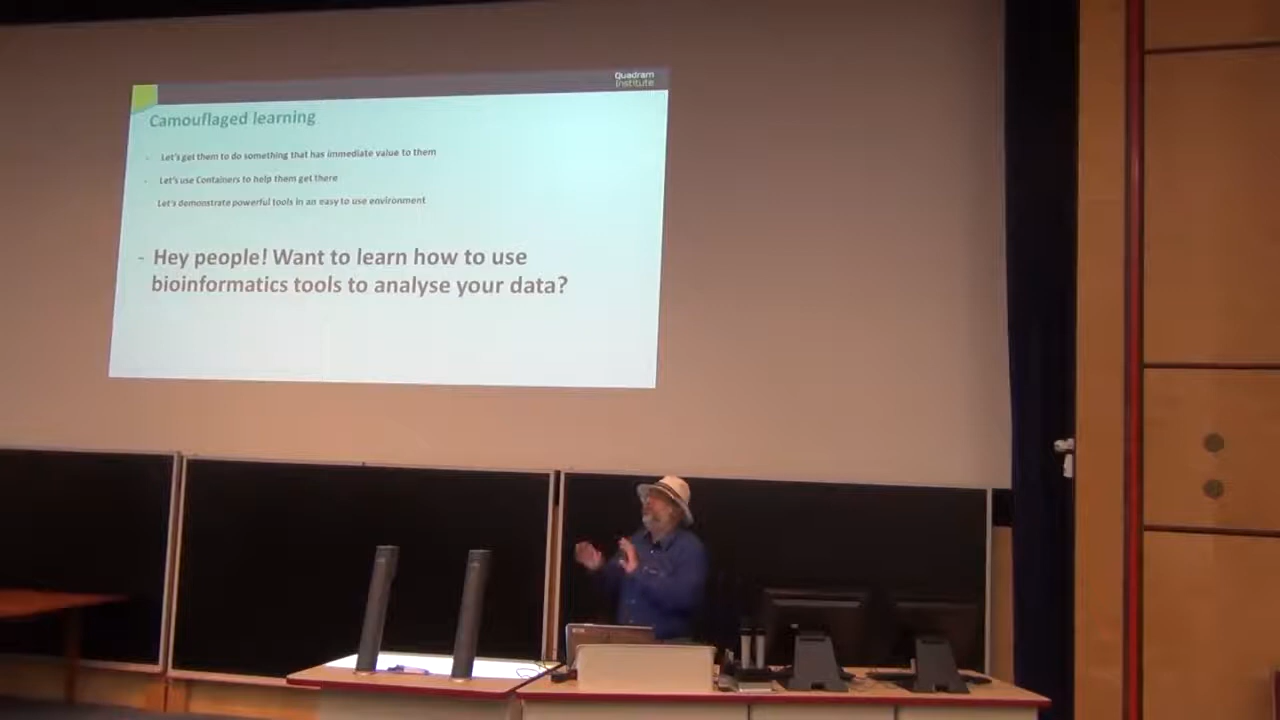 Quadram
Institute
Camouflaged learning
- Let's get them to do something that has immediate value to them
- Let's use Containers to help them get there
Let's demonstrate powerful tools in an easy to use environment
- Hey people! Want to learn how to use
bioinformatics tools to analyse your data?